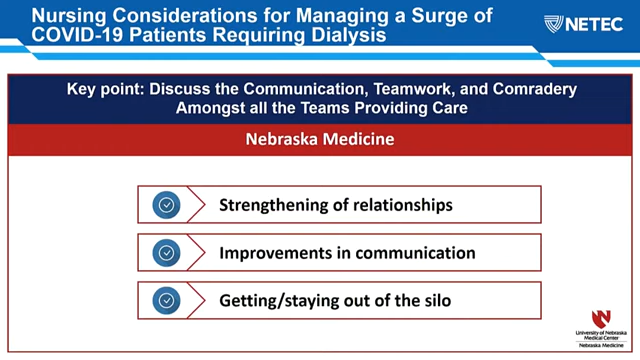 Nursing Considerations for Managing a Surge of
COVID-19 Patients Requiring Dialysis
NETEC
Key point: Discuss the Communication, Teamwork, and Comradery
Amongst all the Teams Providing Care
Nebraska Medicine
Strengthening of relationships
Improvements in communication
Getting/staying out of the silo
University of Nebraska
Medical Center
Nebraska Medicine